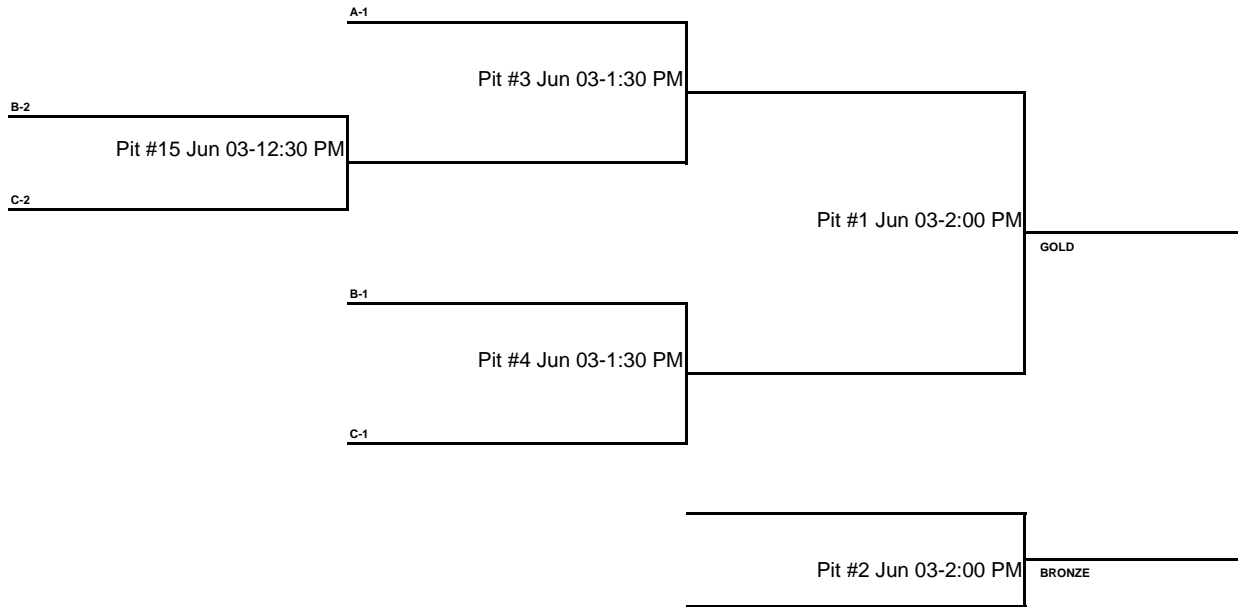 A-1
Pit #3 Jun 03-1:30 PM
B-2
Pit #15 Jun 03-12:30 PM
C-2
Pit #1 Jun 03-2:00 PM
GOLD
B-1
Pit #4 Jun 03-1:30 PM
C-1
Pit #2 Jun 03-2:00 PM
BRONZE